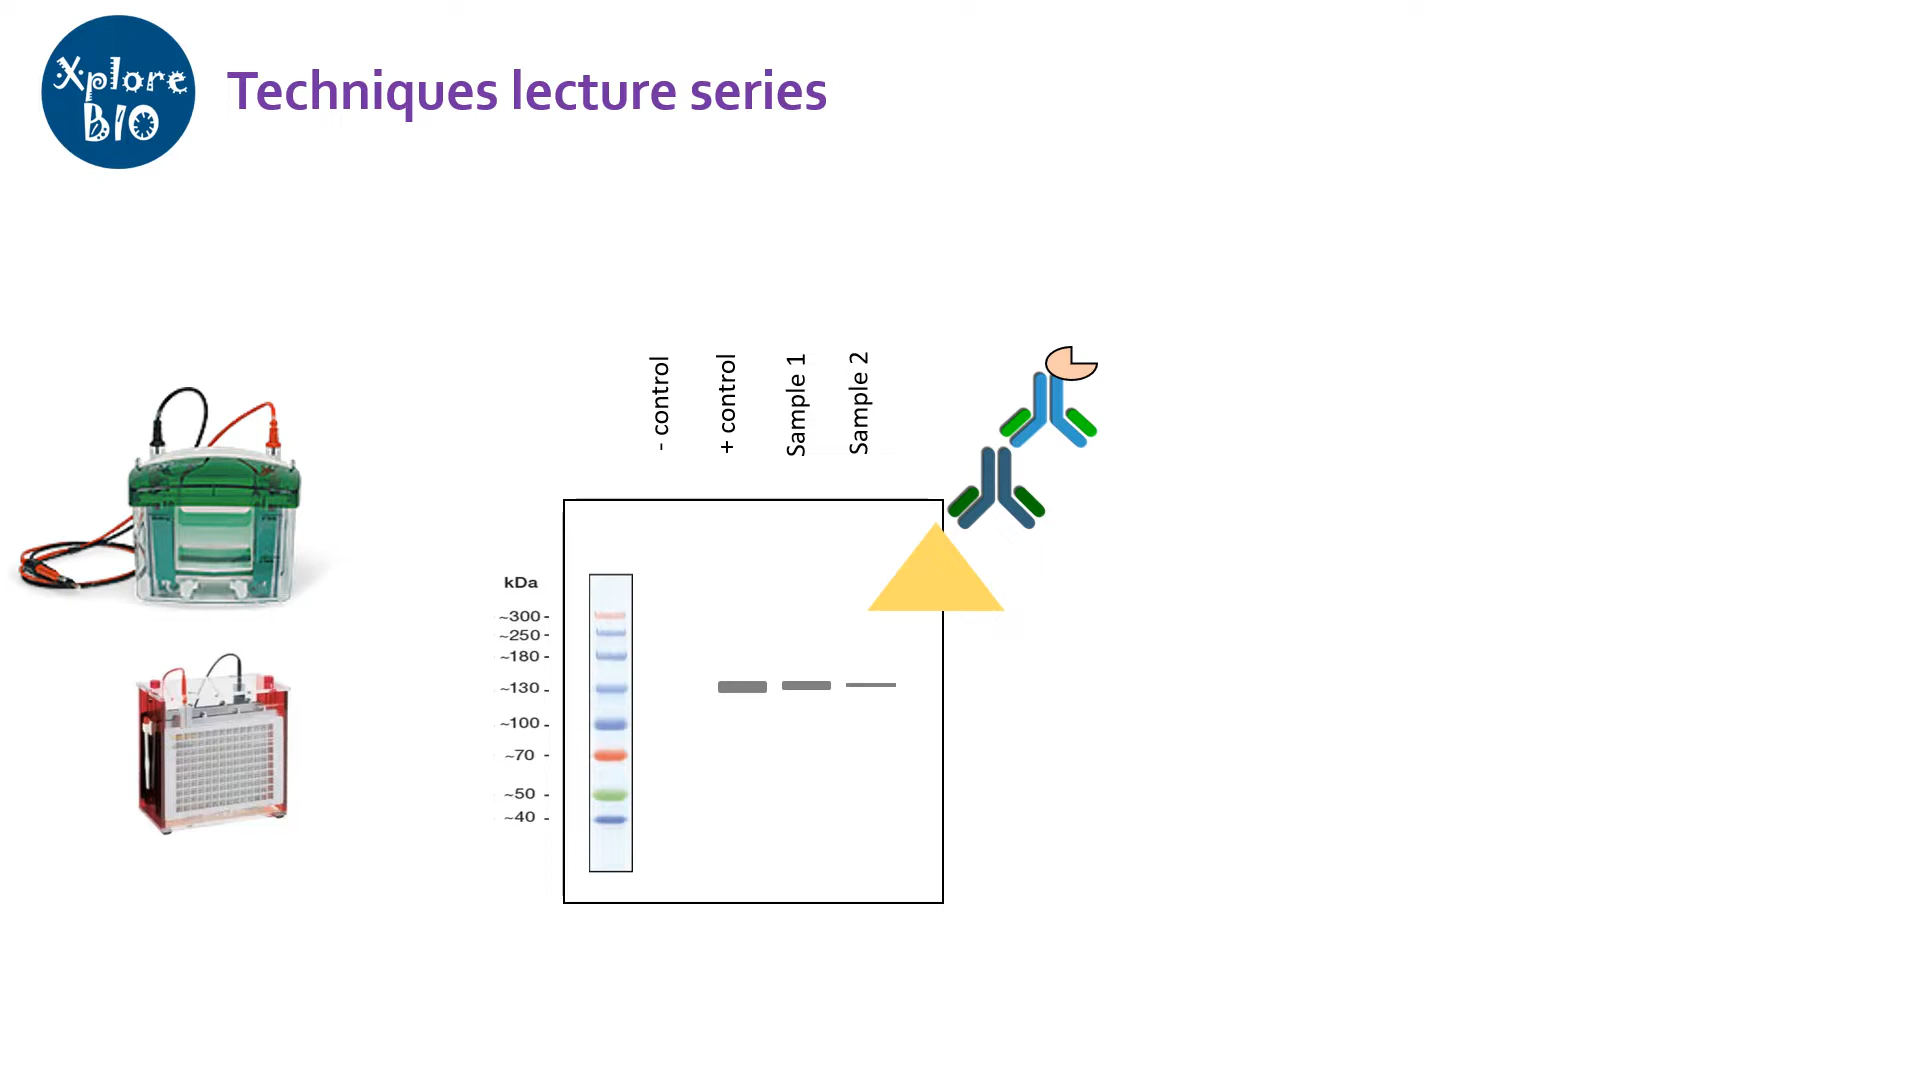 Xplore
BIO
Techniques lecture series
- control
+ control
Sample 1
Sample 2
kDa
~300 -
~250 -
~180 -
~130 -
~100 -
~70 -
~50 -
~40 -